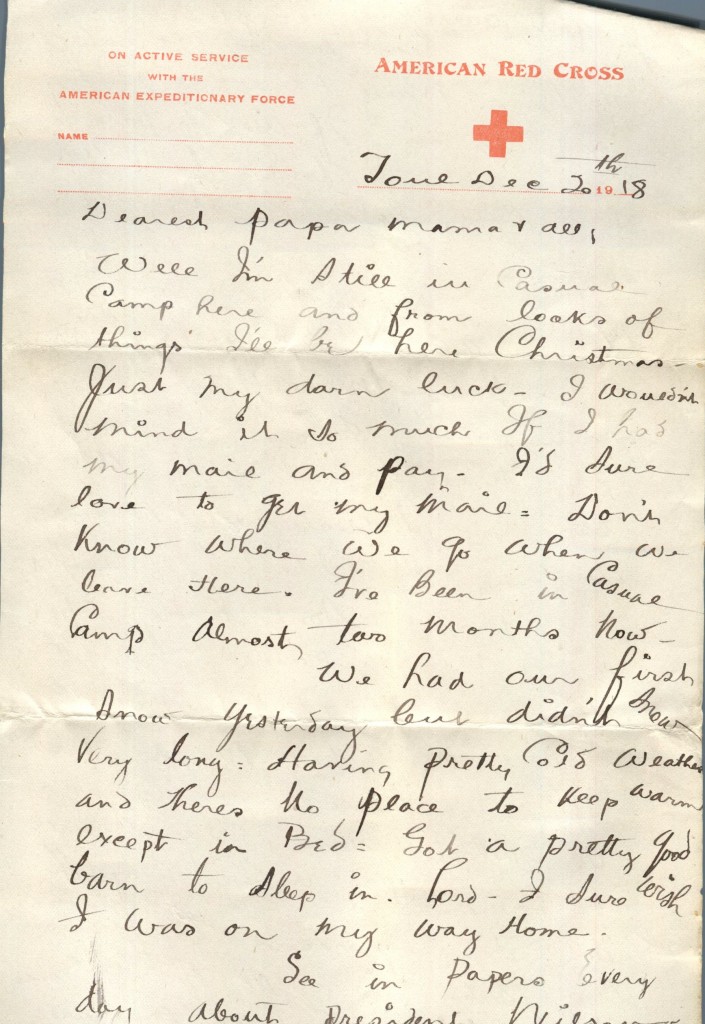 ON ACTIVE SERVICE
WITH THE
AMERICAN EXPEDITIONARY FORCE
NAME
AMERICAN RED CROSS
Dec 20th 1918
Dearest Papa Mama & all,
Well I'm Still in Casual
Camp here and from looks of
things I'll be here Christmas -
Just my darn luck - I wouldn't
mind it so much If I had
my mail and pay - I'd Sure
love to get my mail = Don't
Know where we go when we
leave Here. I've Been in Casual
Camp Almost two Months Now -
We had our first
Snow Yesterday but didn't Snow
Very long = Having pretty Cold Weather
and theres No place to Keep warm
except in Bed = Got a pretty good
barn to sleep in. Lord - I Sure wish
I was on my way Home.
See in Papers Every
day about President Wilson